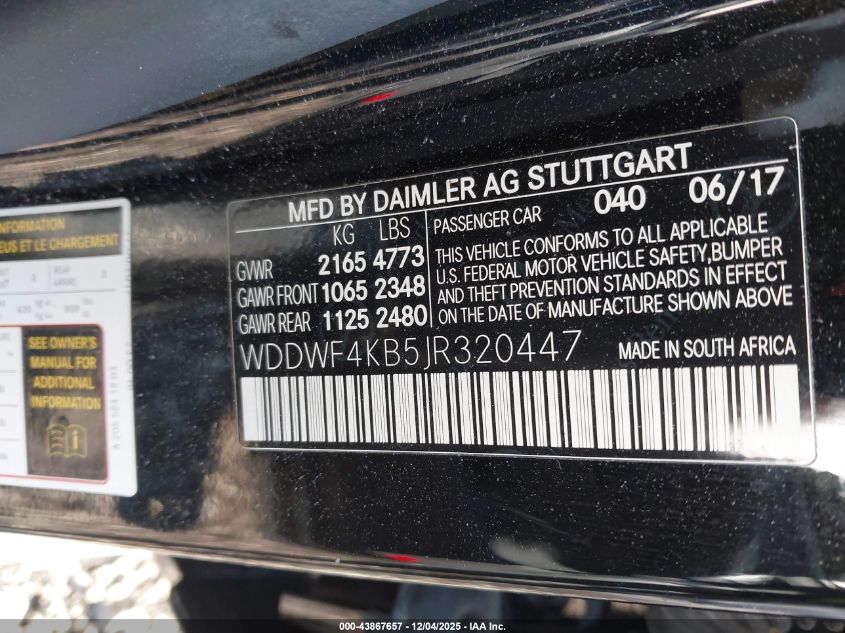 MFD BY DAIMLER AG STUTTGART
KG LBS
GVWR 2165 4773
GAWR FRONT 1065 2348
GAWR REAR 1125 2480
PASSENGER CAR 040 06/17
THIS VEHICLE CONFORMS TO ALL APPLICABLE
U.S. FEDERAL MOTOR VEHICLE SAFETY,BUMPER
AND THEFT PREVENTION STANDARDS IN EFFECT
ON THE DATE OF MANUFACTURE SHOWN ABOVE
WDDWF4KB5JR320447
MADE IN SOUTH AFRICA
INFORMATION
EUS ET LE CHARGEMENT
SEE OWNER'S
MANUAL FOR
ADDITIONAL
INFORMATION
000-43867657 - 12/04/2025 - IAA Inc.